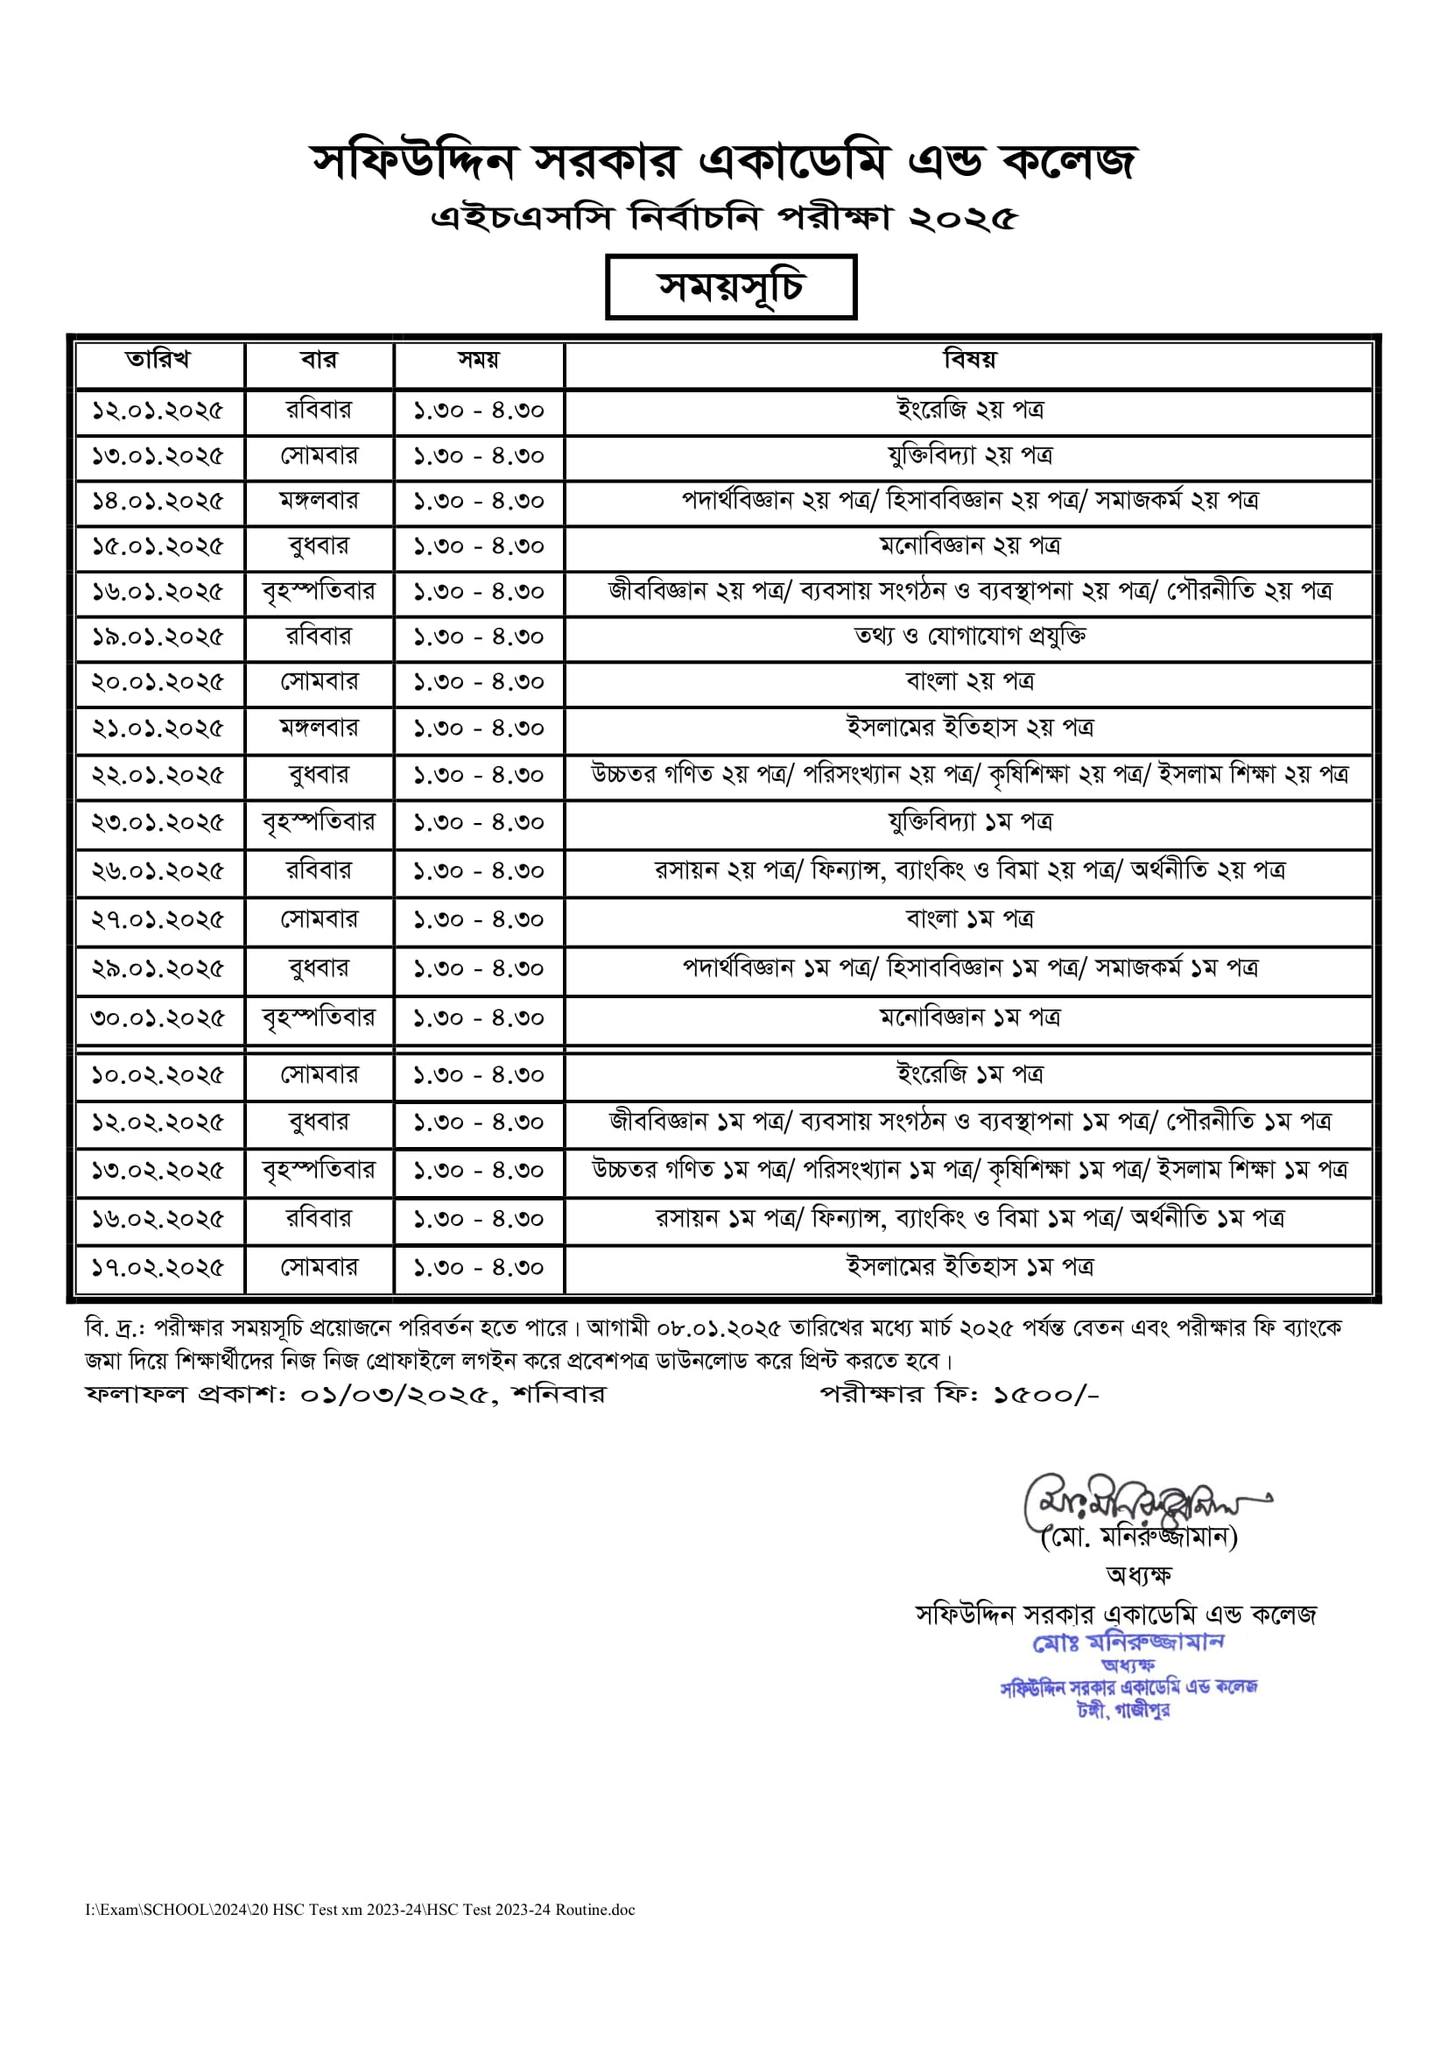 সফিউদ্দিন সরকার একাডেমি এন্ড কলেজ
এইচএসসি নির্বাচনি পরীক্ষা ২০২৫
সময়সূচি
তারিখ বার সময় বিষয়
১২.০১.২০২৫ রবিবার ১.৩০ - ৪.৩০ ইংরেজি ২য় পত্র
১৩.০১.২০২৫ সোমবার ১.৩০ - ৪.৩০ যুক্তিবিদ্যা ২য় পত্র
১৪.০১.২০২৫ মঙ্গলবার ১.৩০ - ৪.৩০ পদার্থবিজ্ঞান ২য় পত্র/ হিসাববিজ্ঞান ২য় পত্র/ সমাজকর্ম ২য় পত্র
১৫.০১.২০২৫ বুধবার ১.৩০ - ৪.৩০ মনোবিজ্ঞান ২য় পত্র
১৬.০১.২০২৫ বৃহস্পতিবার ১.৩০ - ৪.৩০ জীববিজ্ঞান ২য় পত্র/ ব্যবসায় সংগঠন ও ব্যবস্থাপনা ২য় পত্র/ পৌরনীতি ২য় পত্র
১৯.০১.২০২৫ রবিবার ১.৩০ - ৪.৩০ তথ্য ও যোগাযোগ প্রযুক্তি
২০.০১.২০২৫ সোমবার ১.৩০ - ৪.৩০ বাংলা ২য় পত্র
২১.০১.২০২৫ মঙ্গলবার ১.৩০ - ৪.৩০ ইসলামের ইতিহাস ২য় পত্র
২২.০১.২০২৫ বুধবার ১.৩০ - ৪.৩০ উচ্চতর গণিত ২য় পত্র/ পরিসংখ্যান ২য় পত্র/ কৃষিশিক্ষা ২য় পত্র/ ইসলাম শিক্ষা ২য় পত্র
২৩.০১.২০২৫ বৃহস্পতিবার ১.৩০ - ৪.৩০ যুক্তিবিদ্যা ১ম পত্র
২৬.০১.২০২৫ রবিবার ১.৩০ - ৪.৩০ রসায়ন ২য় পত্র/ ফিন্যান্স, ব্যাংকিং ও বিমা ২য় পত্র/ অর্থনীতি ২য় পত্র
২৭.০১.২০২৫ সোমবার ১.৩০ - ৪.৩০ বাংলা ১ম পত্র
২৯.০১.২০২৫ বুধবার ১.৩০ - ৪.৩০ পদার্থবিজ্ঞান ১ম পত্র/ হিসাববিজ্ঞান ১ম পত্র/ সমাজকর্ম ১ম পত্র
৩০.০১.২০২৫ বৃহস্পতিবার ১.৩০ - ৪.৩০ মনোবিজ্ঞান ১ম পত্র
১০.০২.২০২৫ সোমবার ১.৩০ - ৪.৩০ ইংরেজি ১ম পত্র
১২.০২.২০২৫ বুধবার ১.৩০ - ৪.৩০ জীববিজ্ঞান ১ম পত্র/ ব্যবসায় সংগঠন ও ব্যবস্থাপনা ১ম পত্র/ পৌরনীতি ১ম পত্র
১৩.০২.২০২৫ বৃহস্পতিবার ১.৩০ - ৪.৩০ উচ্চতর গণিত ১ম পত্র/ পরিসংখ্যান ১ম পত্র/ কৃষিশিক্ষা ১ম পত্র/ ইসলাম শিক্ষা ১ম পত্র
১৬.০২.২০২৫ রবিবার ১.৩০ - ৪.৩০ রসায়ন ১ম পত্র/ ফিন্যান্স, ব্যাংকিং ও বিমা ১ম পত্র/ অর্থনীতি ১ম পত্র
১৭.০২.২০২৫ সোমবার ১.৩০ - ৪.৩০ ইসলামের ইতিহাস ১ম পত্র
বি. দ্র.: পরীক্ষার সময়সূচি প্রয়োজনে পরিবর্তন হতে পারে। আগামী ০৮.০১.২০২৫ তারিখের মধ্যে মার্চ ২০২৫ পর্যন্ত বেতন এবং পরীক্ষার ফি ব্যাংকে
জমা দিয়ে শিক্ষার্থীদের নিজ নিজ প্রোফাইলে লগইন করে প্রবেশপত্র ডাউনলোড করে প্রিন্ট করতে হবে।
ফলাফল প্রকাশ: ০১/০৩/২০২৫, শনিবার পরীক্ষার ফি: ১৫০০/-
মোঃ মনিরুজ্জামান
(মো. মনিরুজ্জামান)
অধ্যক্ষ
সফিউদ্দিন সরকার একাডেমি এন্ড কলেজ
মোঃ মনিরুজ্জামান
অধ্যক্ষ
সফিউদ্দিন সরকার একাডেমি এন্ড কলেজ
টঙ্গী, গাজীপুর
I:\Exam\SCHOOL\2024\20 HSC Test xm 2023-24\HSC Test 2023-24 Routine.doc